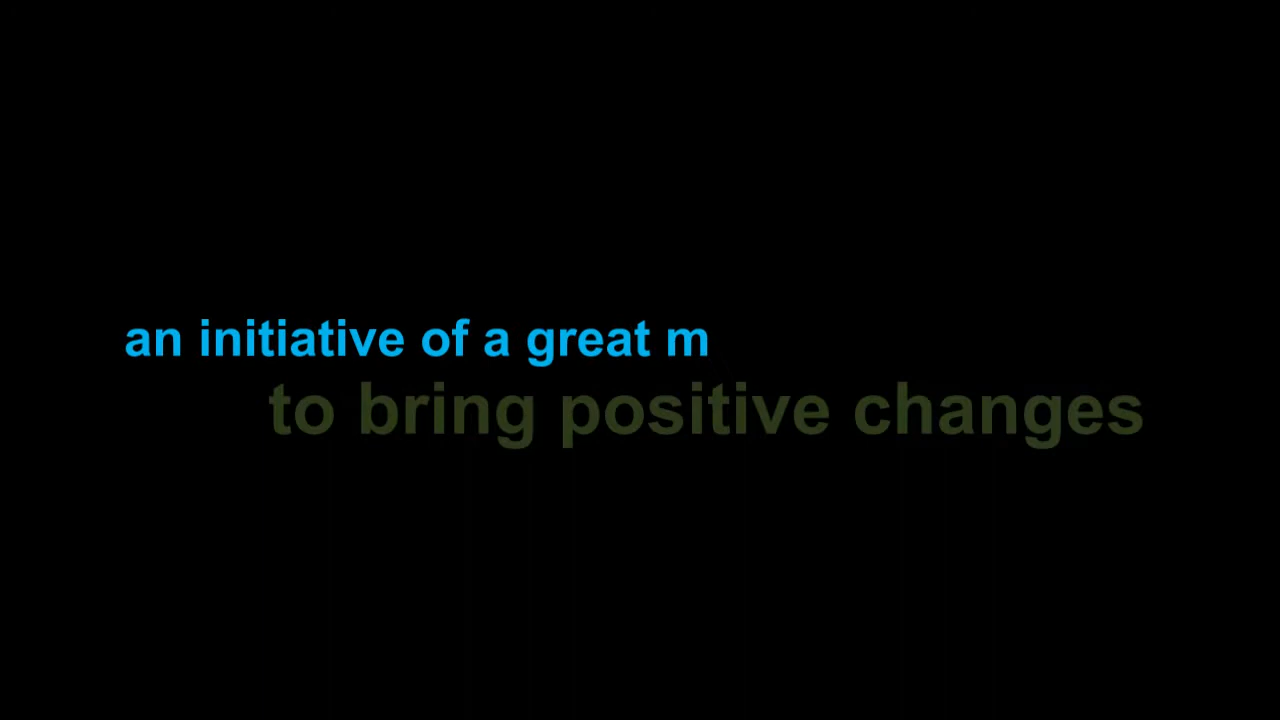 an initiative of a great m
to bring positive changes